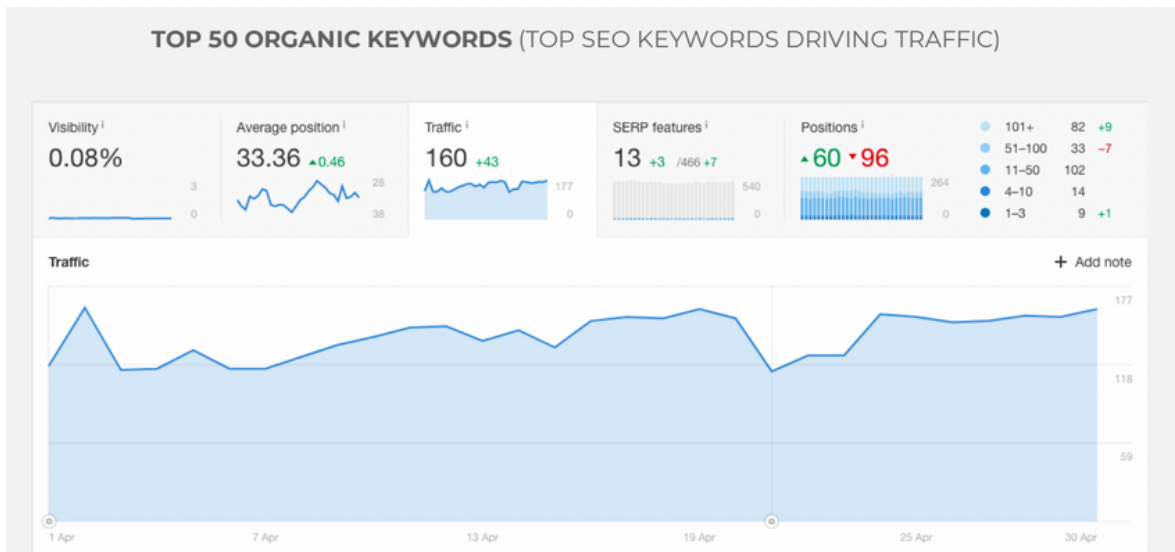 TOP 50 ORGANIC KEYWORDS (TOP SEO KEYWORDS DRIVING TRAFFIC)
Visibility i
0.08%
3
0
Average position i
33.36 ▲0.46
28
38
Traffic i
160 +43
177
0
SERP features i
13 +3 /466 +7
540
0
Positions i
▲60 ▼96
264
0
101+ 82 +9
51–100 33 –7
11–50 102
4–10 14
1–3 9 +1
Traffic
+ Add note
177
118
59
1 Apr 7 Apr 13 Apr 19 Apr 25 Apr 30 Apr